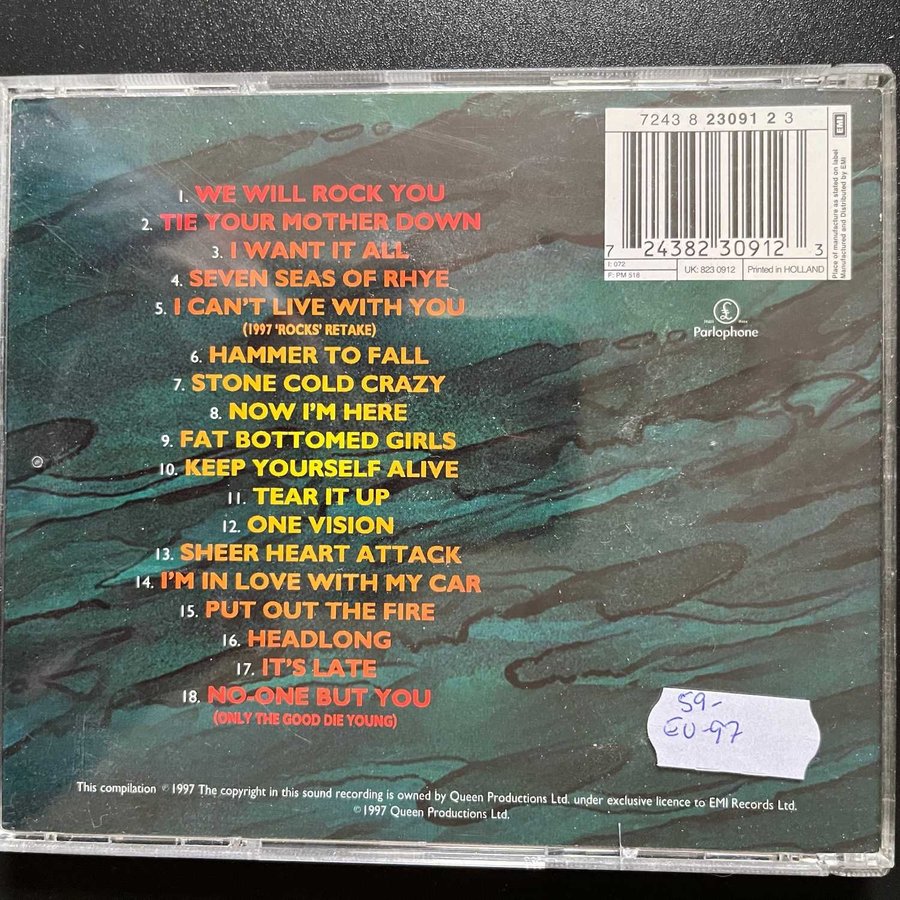 7243 8 23091 2 3
EMI
7 24382 30912 3
I: 072
F: PM 518
UK: 823 0912
Printed in HOLLAND
Place of manufacture as stated on label
Manufactured and Distributed by EMI
£
Parlophone
1. WE WILL ROCK YOU
2. TIE YOUR MOTHER DOWN
3. I WANT IT ALL
4. SEVEN SEAS OF RHYE
5. I CAN'T LIVE WITH YOU
(1997 'ROCKS' RETAKE)
6. HAMMER TO FALL
7. STONE COLD CRAZY
8. NOW I'M HERE
9. FAT BOTTOMED GIRLS
10. KEEP YOURSELF ALIVE
11. TEAR IT UP
12. ONE VISION
13. SHEER HEART ATTACK
14. I'M IN LOVE WITH MY CAR
15. PUT OUT THE FIRE
16. HEADLONG
17. IT'S LATE
18. NO-ONE BUT YOU
(ONLY THE GOOD DIE YOUNG)
59-
EU-97
This compilation ℗ 1997 The copyright in this sound recording is owned by Queen Productions Ltd. under exclusive licence to EMI Records Ltd.
©1997 Queen Productions Ltd.